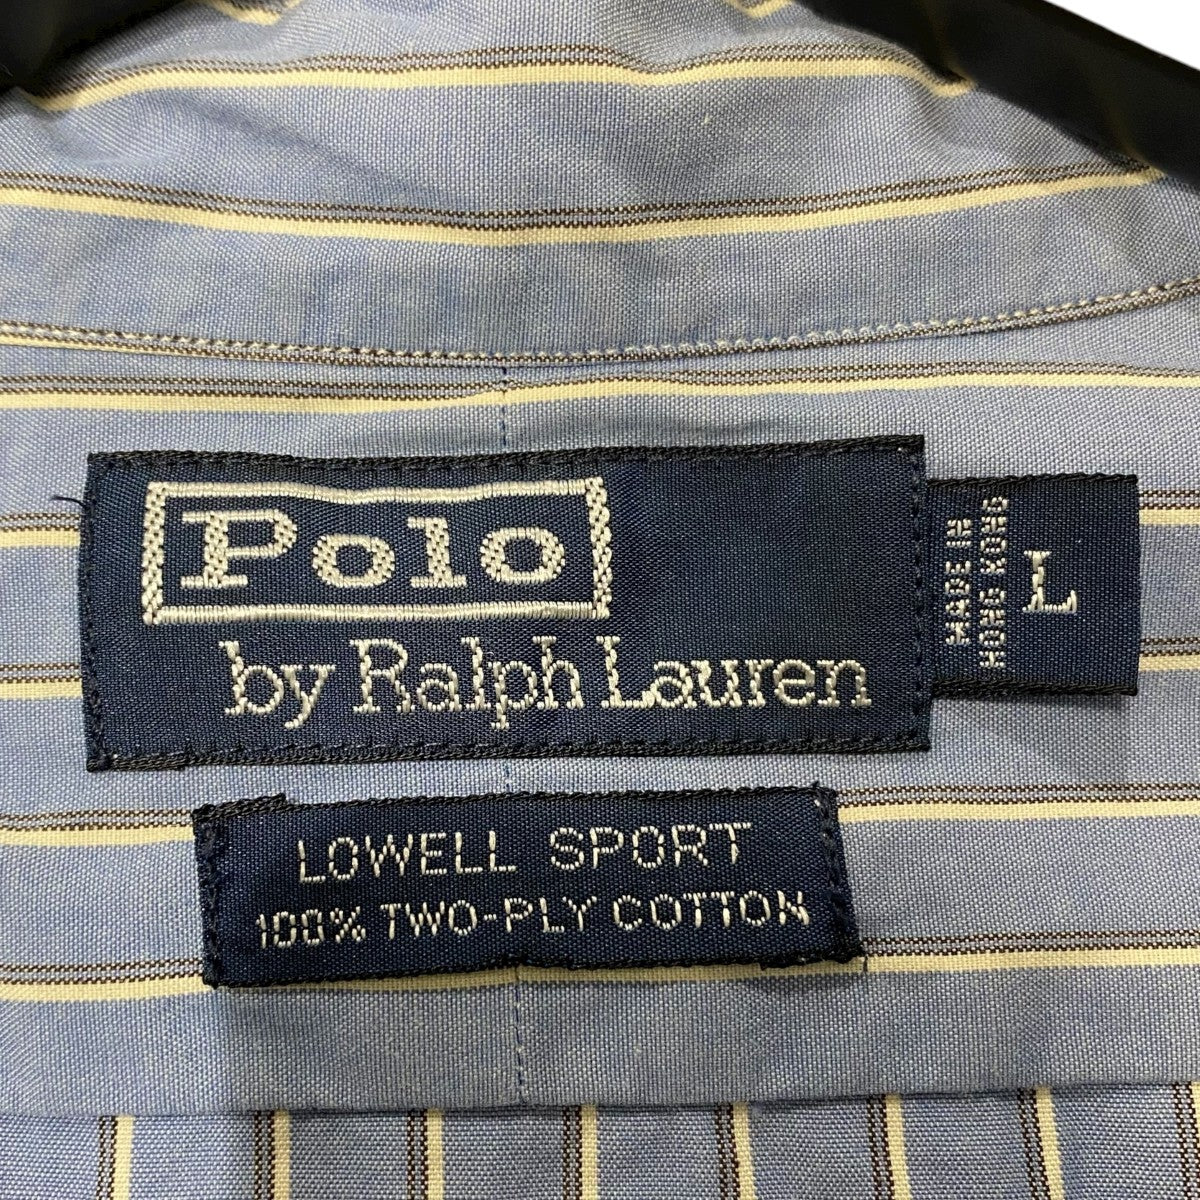 Polo
by Ralph Lauren
MADE IN
HONG KONG
L
LOWELL SPORT
100% TWO-PLY COTTON